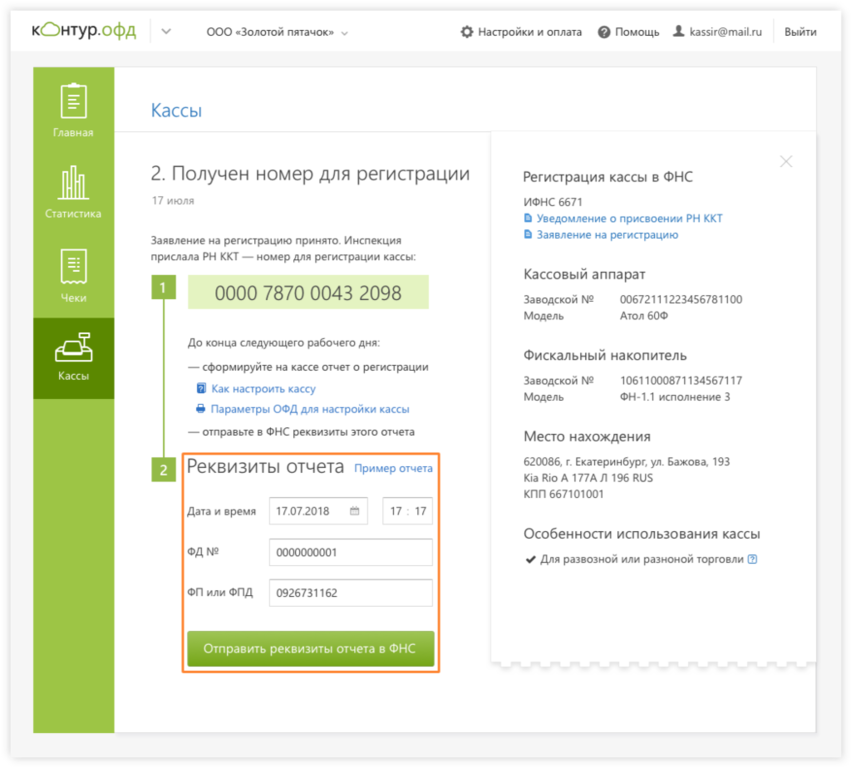 контур.офд
ООО «Золотой пятачок»
Настройки и оплата
Помощь
kassir@mail.ru
Выйти
Главная
Статистика
Чеки
Кассы
Кассы
2. Получен номер для регистрации
17 июля
Заявление на регистрацию принято. Инспекция
прислала РН ККТ — номер для регистрации кассы:
1
0000 7870 0043 2098
До конца следующего рабочего дня:
— сформируйте на кассе отчет о регистрации
Как настроить кассу
Параметры ОФД для настройки кассы
— отправьте в ФНС реквизиты этого отчета
2
Реквизиты отчета Пример отчета
Дата и время 17.07.2018 17 : 17
ФД № 0000000001
ФП или ФПД 0926731162
Отправить реквизиты отчета в ФНС
Регистрация кассы в ФНС
ИФНС 6671
Уведомление о присвоении РН ККТ
Заявление на регистрацию
Кассовый аппарат
Заводской № 00672111223456781100
Модель Атол 60Ф
Фискальный накопитель
Заводской № 10611000871134567117
Модель ФН-1.1 исполнение 3
Место нахождения
620086, г. Екатеринбург, ул. Бажова, 193
Kia Rio А 177А Л 196 RUS
КПП 667101001
Особенности использования кассы
Для развозной или разноной торговли ?